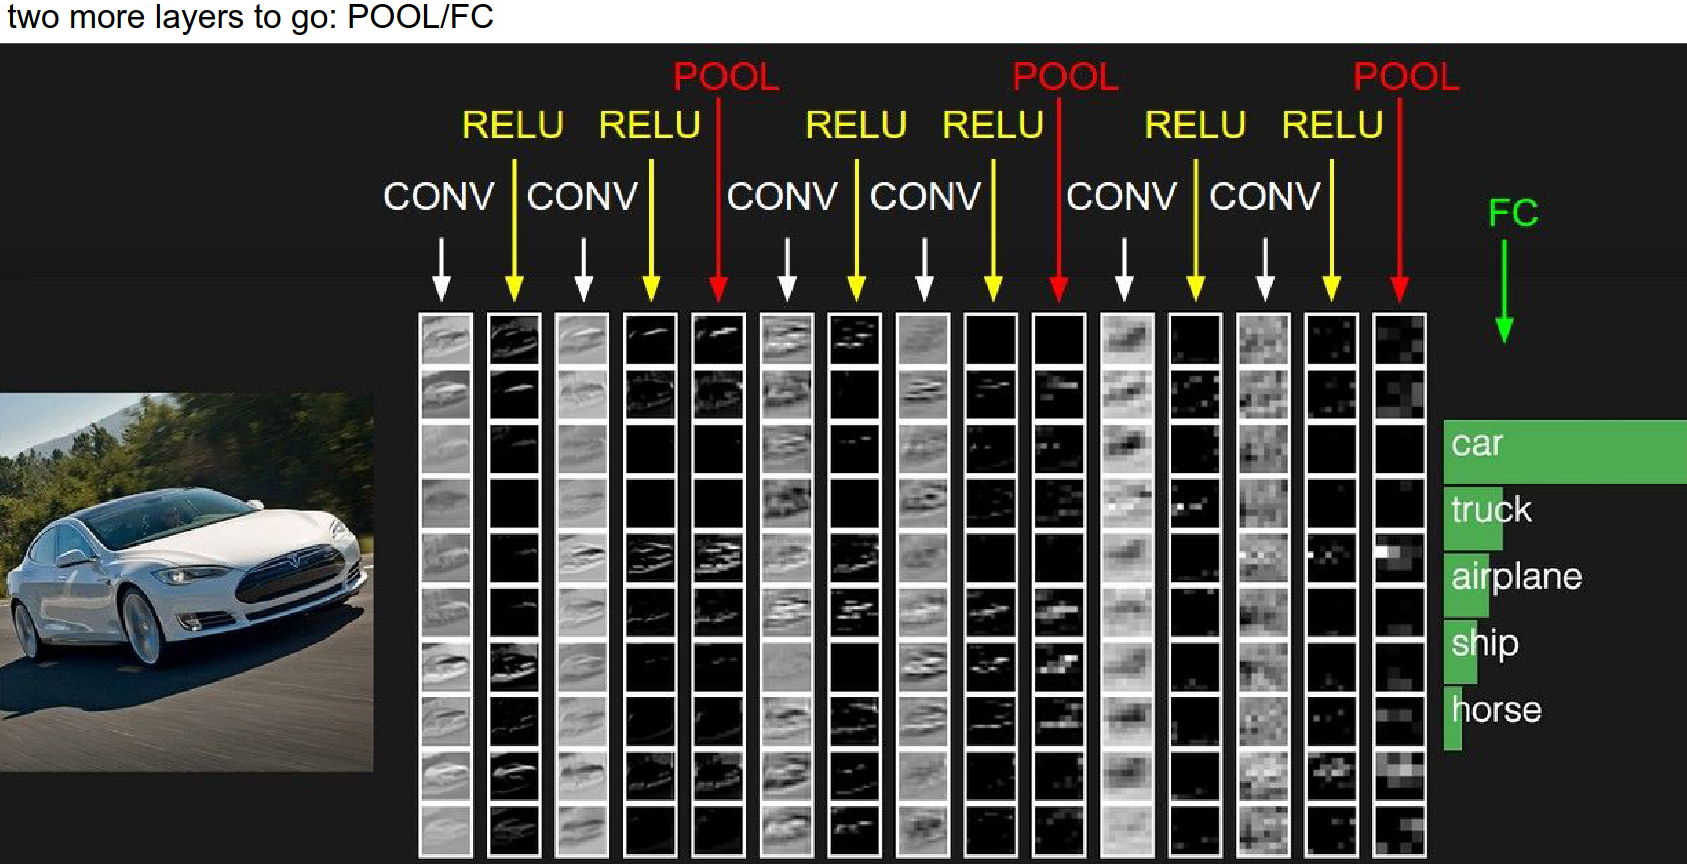 two more layers to go: POOL/FC
POOL POOL POOL
RELU RELU RELU RELU RELU RELU
CONV CONV CONV CONV CONV CONV
FC
car
truck
airplane
ship
horse